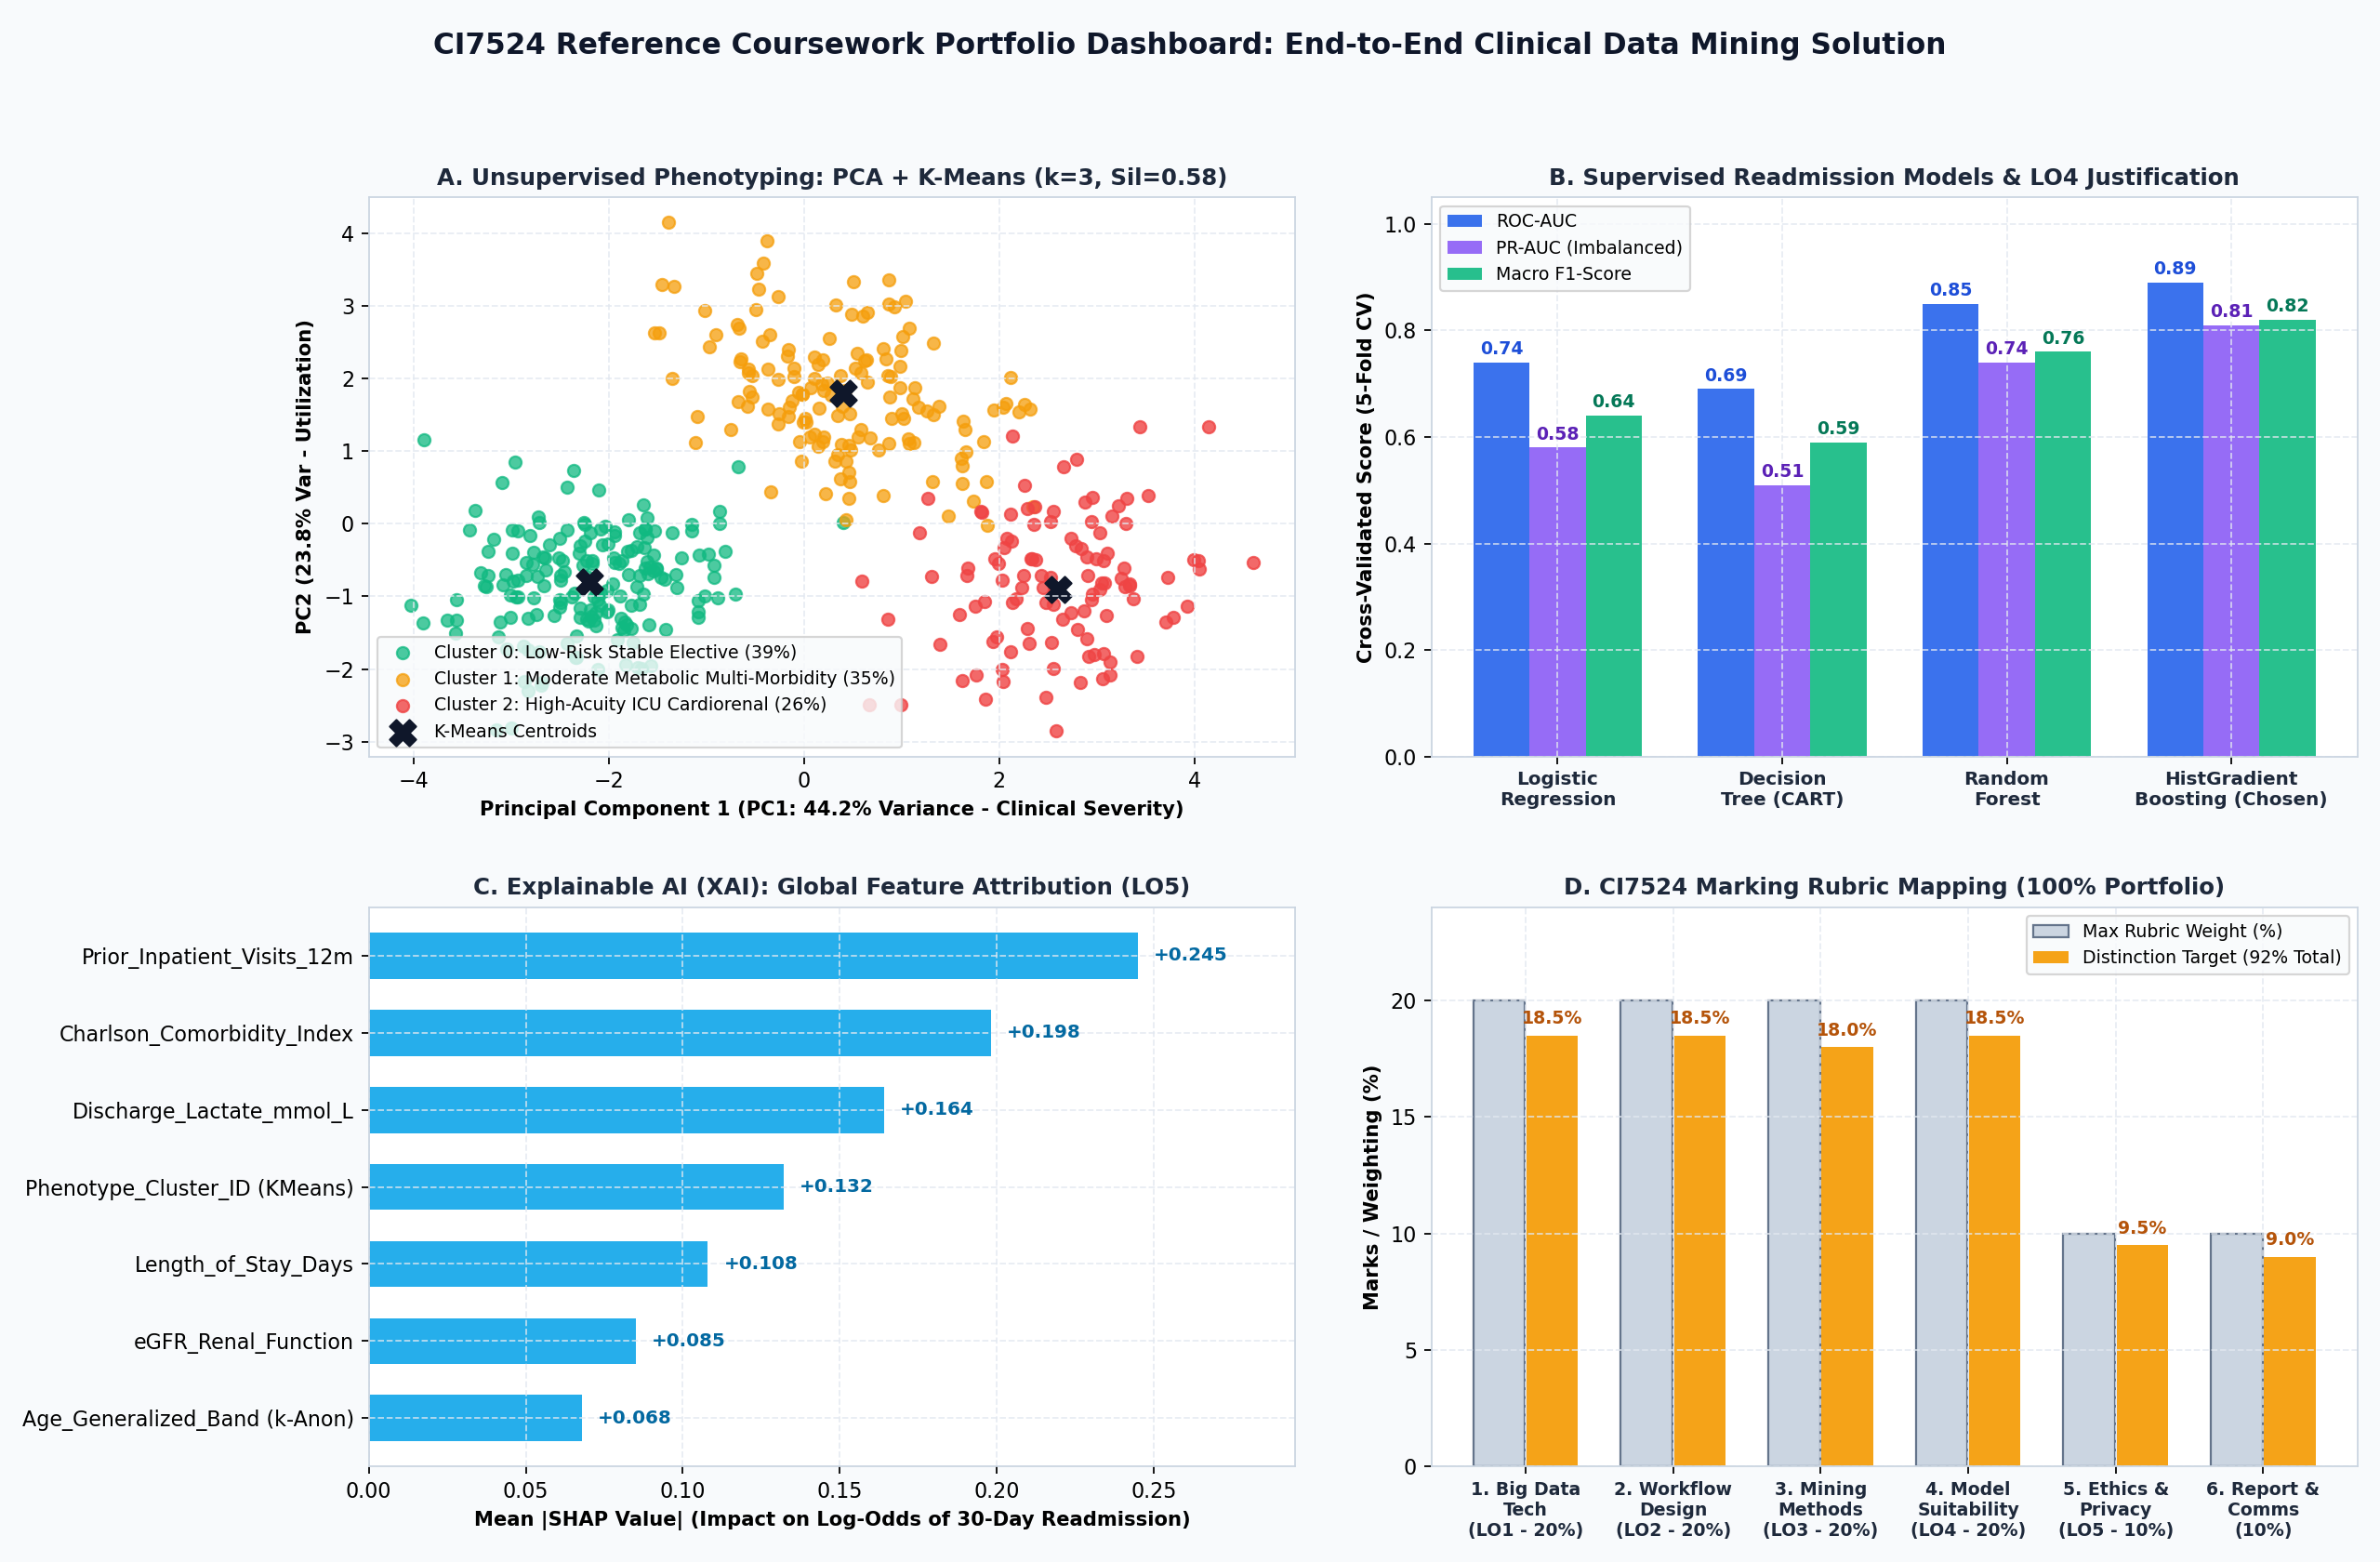 CI7524 Reference Coursework Portfolio Dashboard: End-to-End Clinical Data Mining Solution
A. Unsupervised Phenotyping: PCA + K-Means (k=3, Sil=0.58)
PC2 (23.8% Var - Utilization)
4
3
2
1
0
−1
−2
−3
Cluster 0: Low-Risk Stable Elective (39%)
Cluster 1: Moderate Metabolic Multi-Morbidity (35%)
Cluster 2: High-Acuity ICU Cardiorenal (26%)
K-Means Centroids
−4
−2
0
2
4
Principal Component 1 (PC1: 44.2% Variance - Clinical Severity)
B. Supervised Readmission Models & LO4 Justification
Cross-Validated Score (5-Fold CV)
1.0
0.8
0.6
0.4
0.2
0.0
ROC-AUC
PR-AUC (Imbalanced)
Macro F1-Score
0.74
0.58
0.64
0.69
0.51
0.59
0.85
0.74
0.76
0.89
0.81
0.82
Logistic
Regression
Decision
Tree (CART)
Random
Forest
HistGradient
Boosting (Chosen)
C. Explainable AI (XAI): Global Feature Attribution (LO5)
Prior_Inpatient_Visits_12m
+0.245
Charlson_Comorbidity_Index
+0.198
Discharge_Lactate_mmol_L
+0.164
Phenotype_Cluster_ID (KMeans)
+0.132
Length_of_Stay_Days
+0.108
eGFR_Renal_Function
+0.085
Age_Generalized_Band (k-Anon)
+0.068
0.00
0.05
0.10
0.15
0.20
0.25
Mean |SHAP Value| (Impact on Log-Odds of 30-Day Readmission)
D. CI7524 Marking Rubric Mapping (100% Portfolio)
Marks / Weighting (%)
20
15
10
5
0
Max Rubric Weight (%)
Distinction Target (92% Total)
18.5%
18.5%
18.0%
18.5%
9.5%
9.0%
1. Big Data
Tech
(LO1 - 20%)
2. Workflow
Design
(LO2 - 20%)
3. Mining
Methods
(LO3 - 20%)
4. Model
Suitability
(LO4 - 20%)
5. Ethics &
Privacy
(LO5 - 10%)
6. Report &
Comms
(10%)